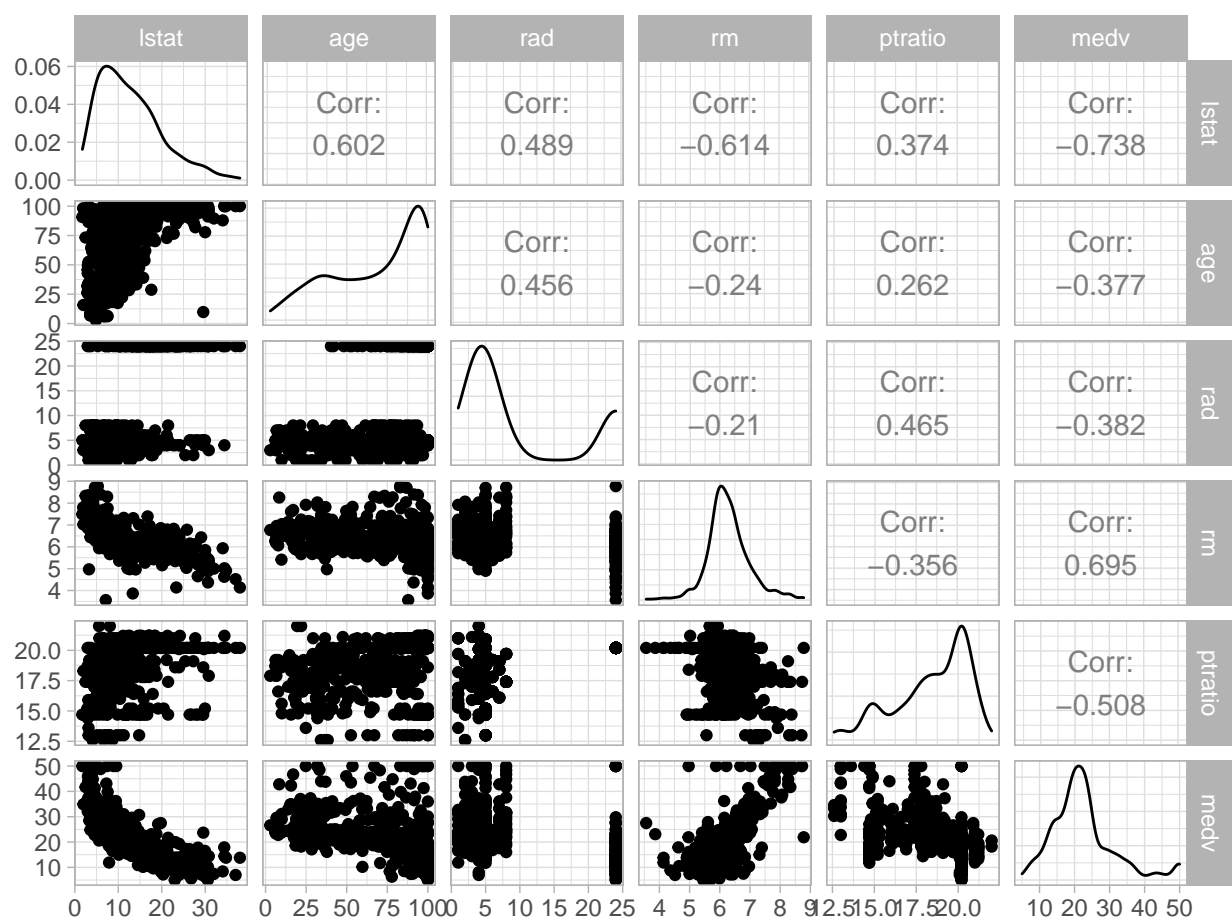 lstat age rad rm ptratio medv
0.06
0.04
0.02
0.00
Corr:
0.602
Corr:
0.489
Corr:
−0.614
Corr:
0.374
Corr:
−0.738
lstat
100
75
50
25
0
Corr:
0.456
Corr:
−0.24
Corr:
0.262
Corr:
−0.377
age
25
20
15
10
5
0
Corr:
−0.21
Corr:
0.465
Corr:
−0.382
rad
9
8
7
6
5
4
Corr:
−0.356
Corr:
0.695
rm
20.0
17.5
15.0
12.5
Corr:
−0.508
ptratio
50
40
30
20
10
medv
0 10 20 30
0 25 50 75 100
0 5 10 15 20 25
4 5 6 7 8 9
12.5 15.0 17.5 20.0
10 20 30 40 50